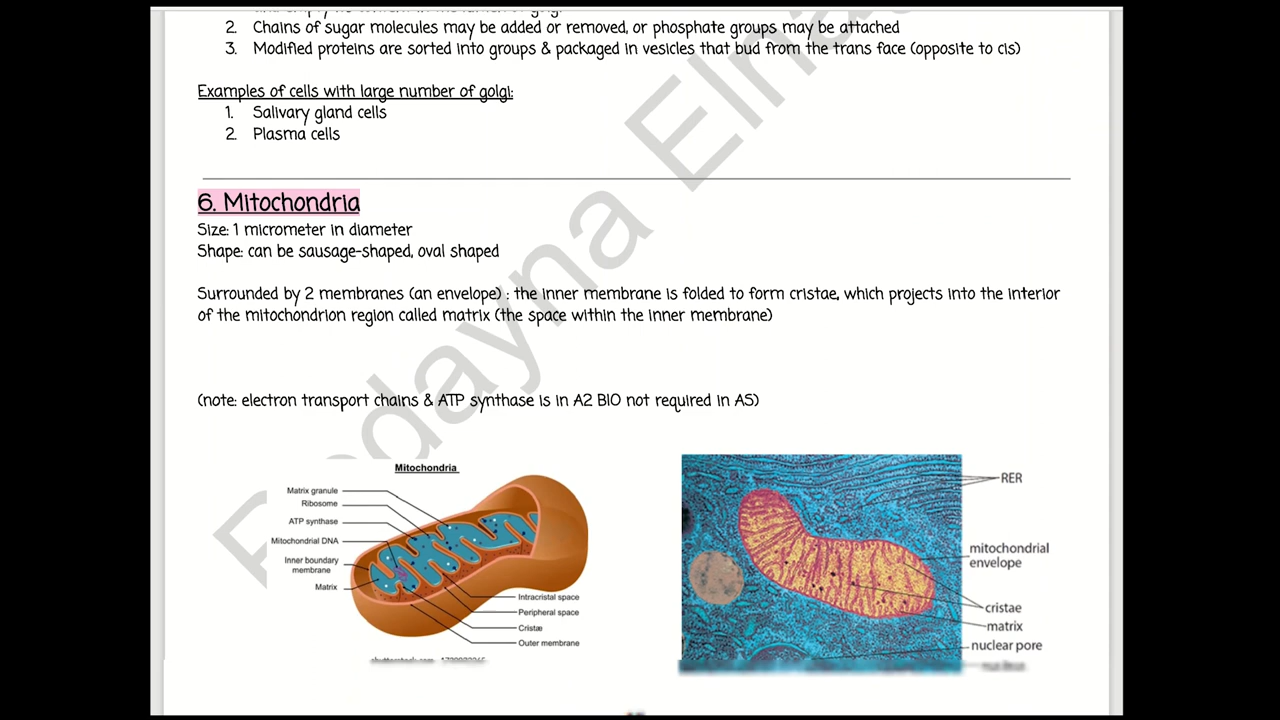 2. Chains of sugar molecules may be added or removed, or phosphate groups may be attached
3. Modified proteins are sorted into groups & packaged in vesicles that bud from the trans face (opposite to cis)
Examples of cells with large number of golgi:
1. Salivary gland cells
2. Plasma cells
6. Mitochondria
Size: 1 micrometer in diameter
Shape: can be sausage-shaped, oval shaped
Surrounded by 2 membranes (an envelope) : the inner membrane is folded to form cristae, which projects into the interior
of the mitochondrion region called matrix (the space within the inner membrane)
(note: electron transport chains & ATP synthase is in A2 BIO not required in AS)
Mitochondria
Matrix granule
Ribosome
ATP synthase
Mitochondrial DNA
Inner boundary
membrane
Matrix
Intracristal space
Peripheral space
Cristæ
Outer membrane
RER
mitochondrial
envelope
cristae
matrix
nuclear pore